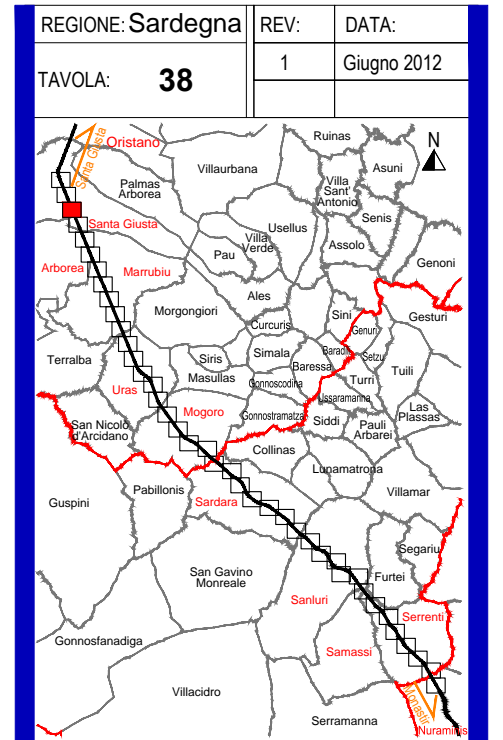 REGIONE: Sardegna
REV:
DATA:
TAVOLA: 38
1
Giugno 2012
N
Santa Giusta
Oristano
Ruinas
Villaurbana
Asuni
Palmas
Arborea
Villa
Sant'
Antonio
Senis
Santa Giusta
Usellus
Villa
Verde
Assolo
Pau
Genoni
Arborea
Marrubiu
Ales
Morgongiori
Sini
Gesturi
Curcuris
Genuri
Terralba
Siris
Simala
Baradili
Setzu
Masullas
Baressa
Tuili
Uras
Gonnoscodina
Turri
Mogoro
Ussaramanna
Gonnostramatza
Siddi
Las
Plassas
San Nicolò
d'Arcidano
Pauli
Arbarei
Collinas
Lunamatrona
Pabillonis
Villamar
Guspini
Sardara
Segariu
San Gavino
Monreale
Furtei
Sanluri
Serrenti
Gonnosfanadiga
Samassi
Villacidro
Monastir
Serramanna
Nuraminis